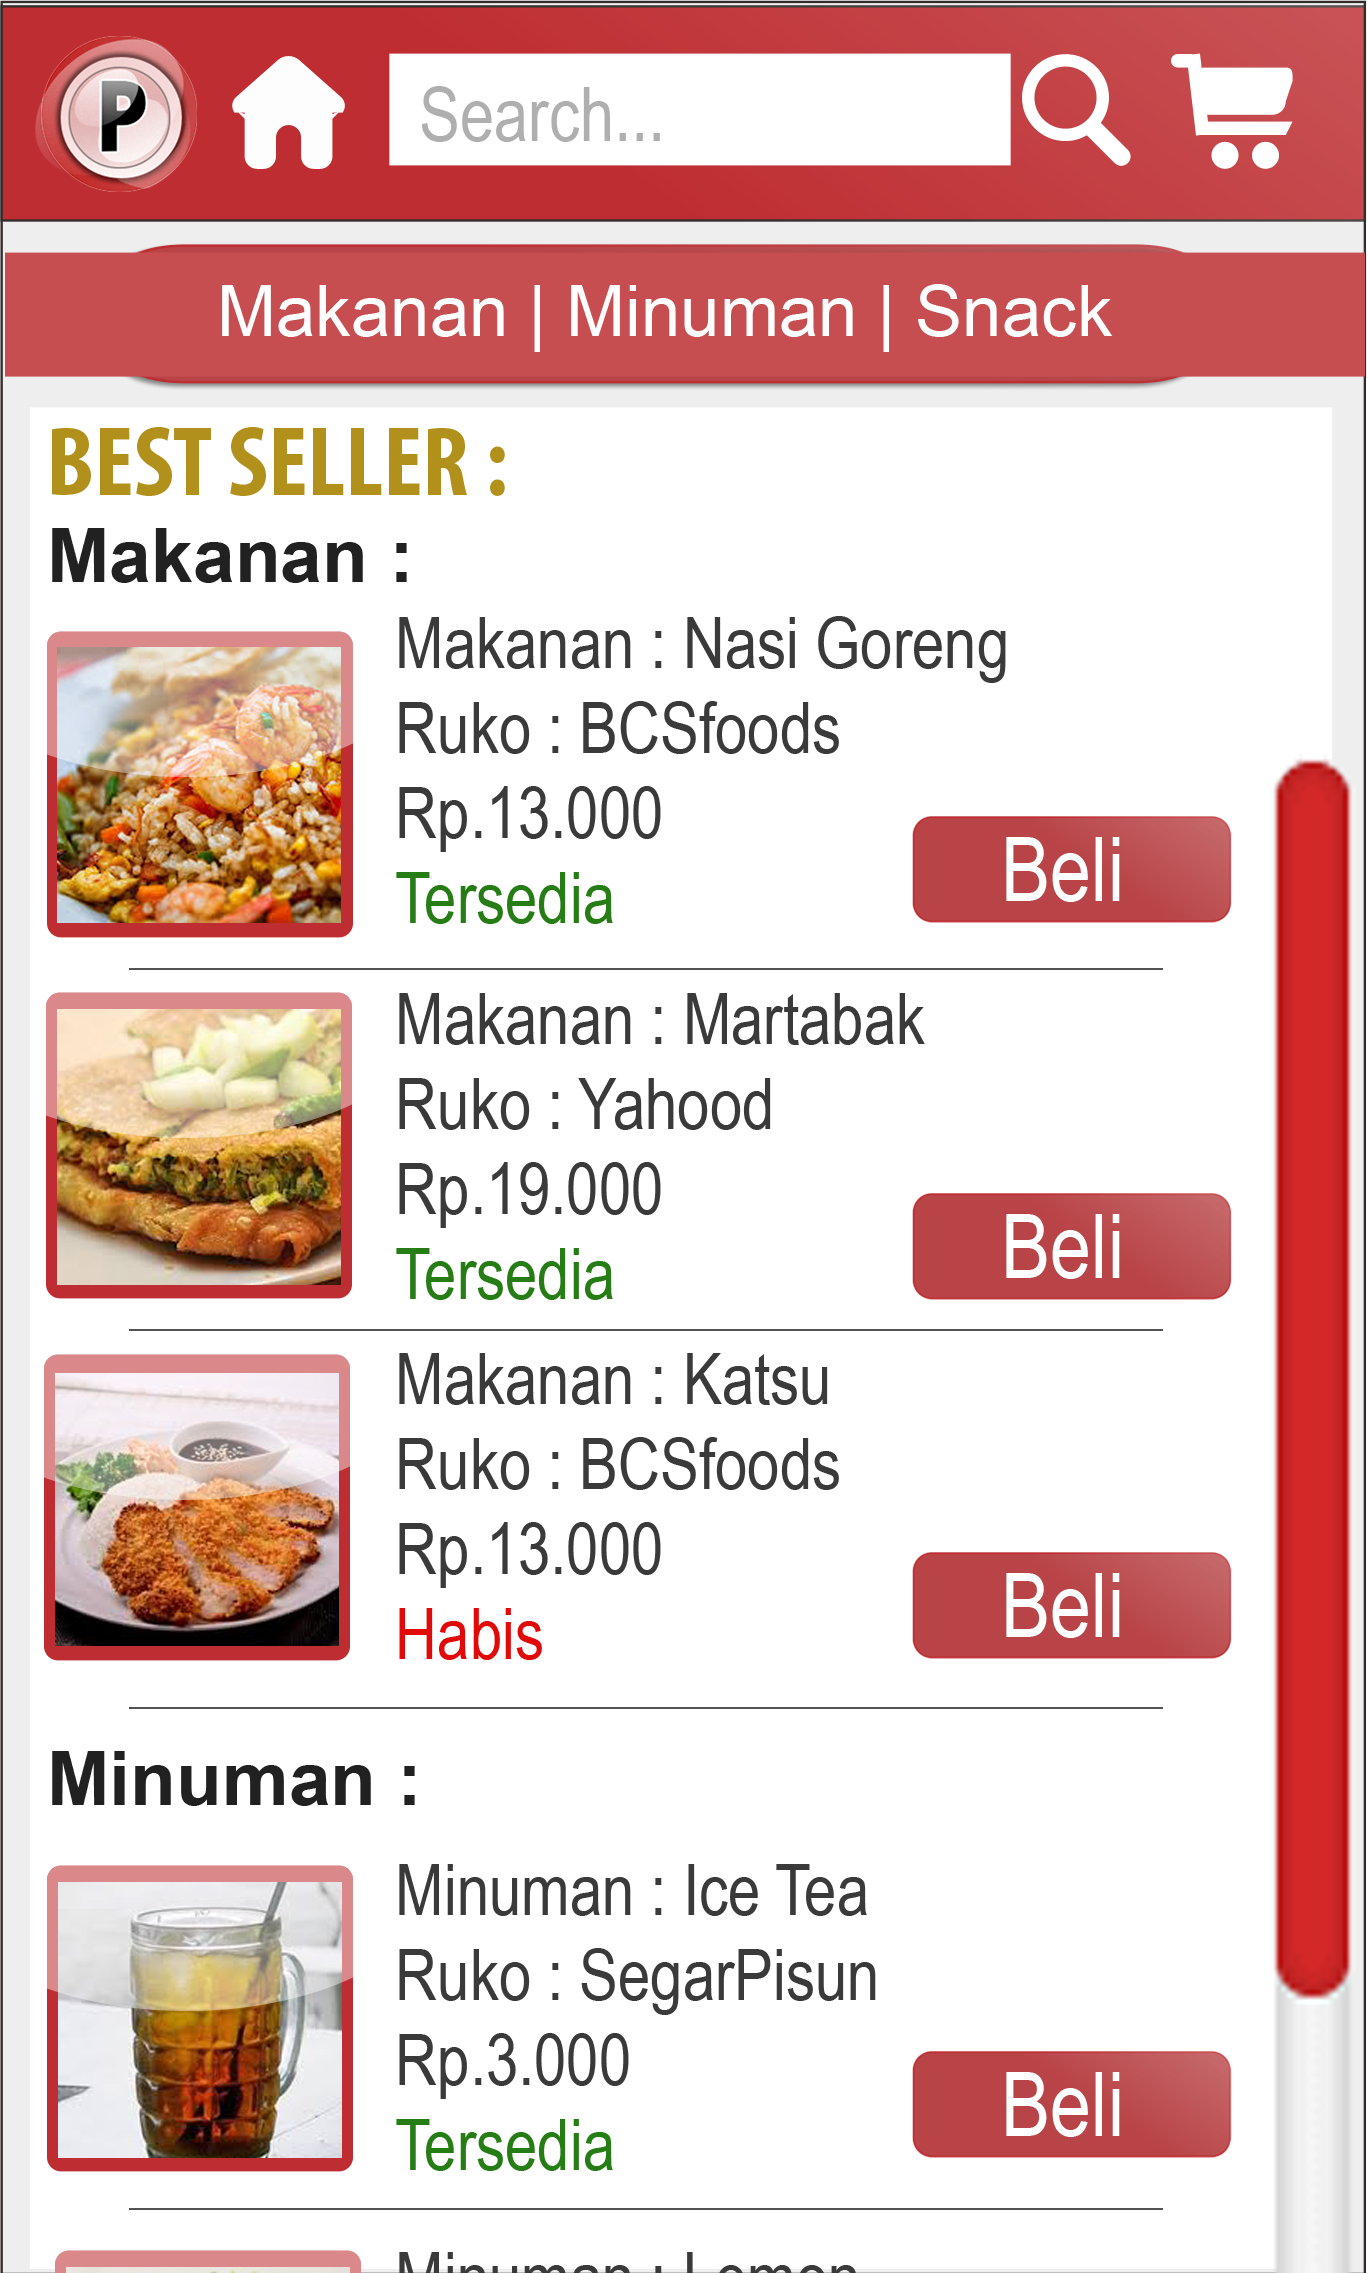 P
Search...
Makanan | Minuman | Snack
BEST SELLER :
Makanan :
Makanan : Nasi Goreng
Ruko : BCSfoods
Rp.13.000
Tersedia
Beli
Makanan : Martabak
Ruko : Yahood
Rp.19.000
Tersedia
Beli
Makanan : Katsu
Ruko : BCSfoods
Rp.13.000
Habis
Beli
Minuman :
Minuman : Ice Tea
Ruko : SegarPisun
Rp.3.000
Tersedia
Beli
Minuman : Lemon